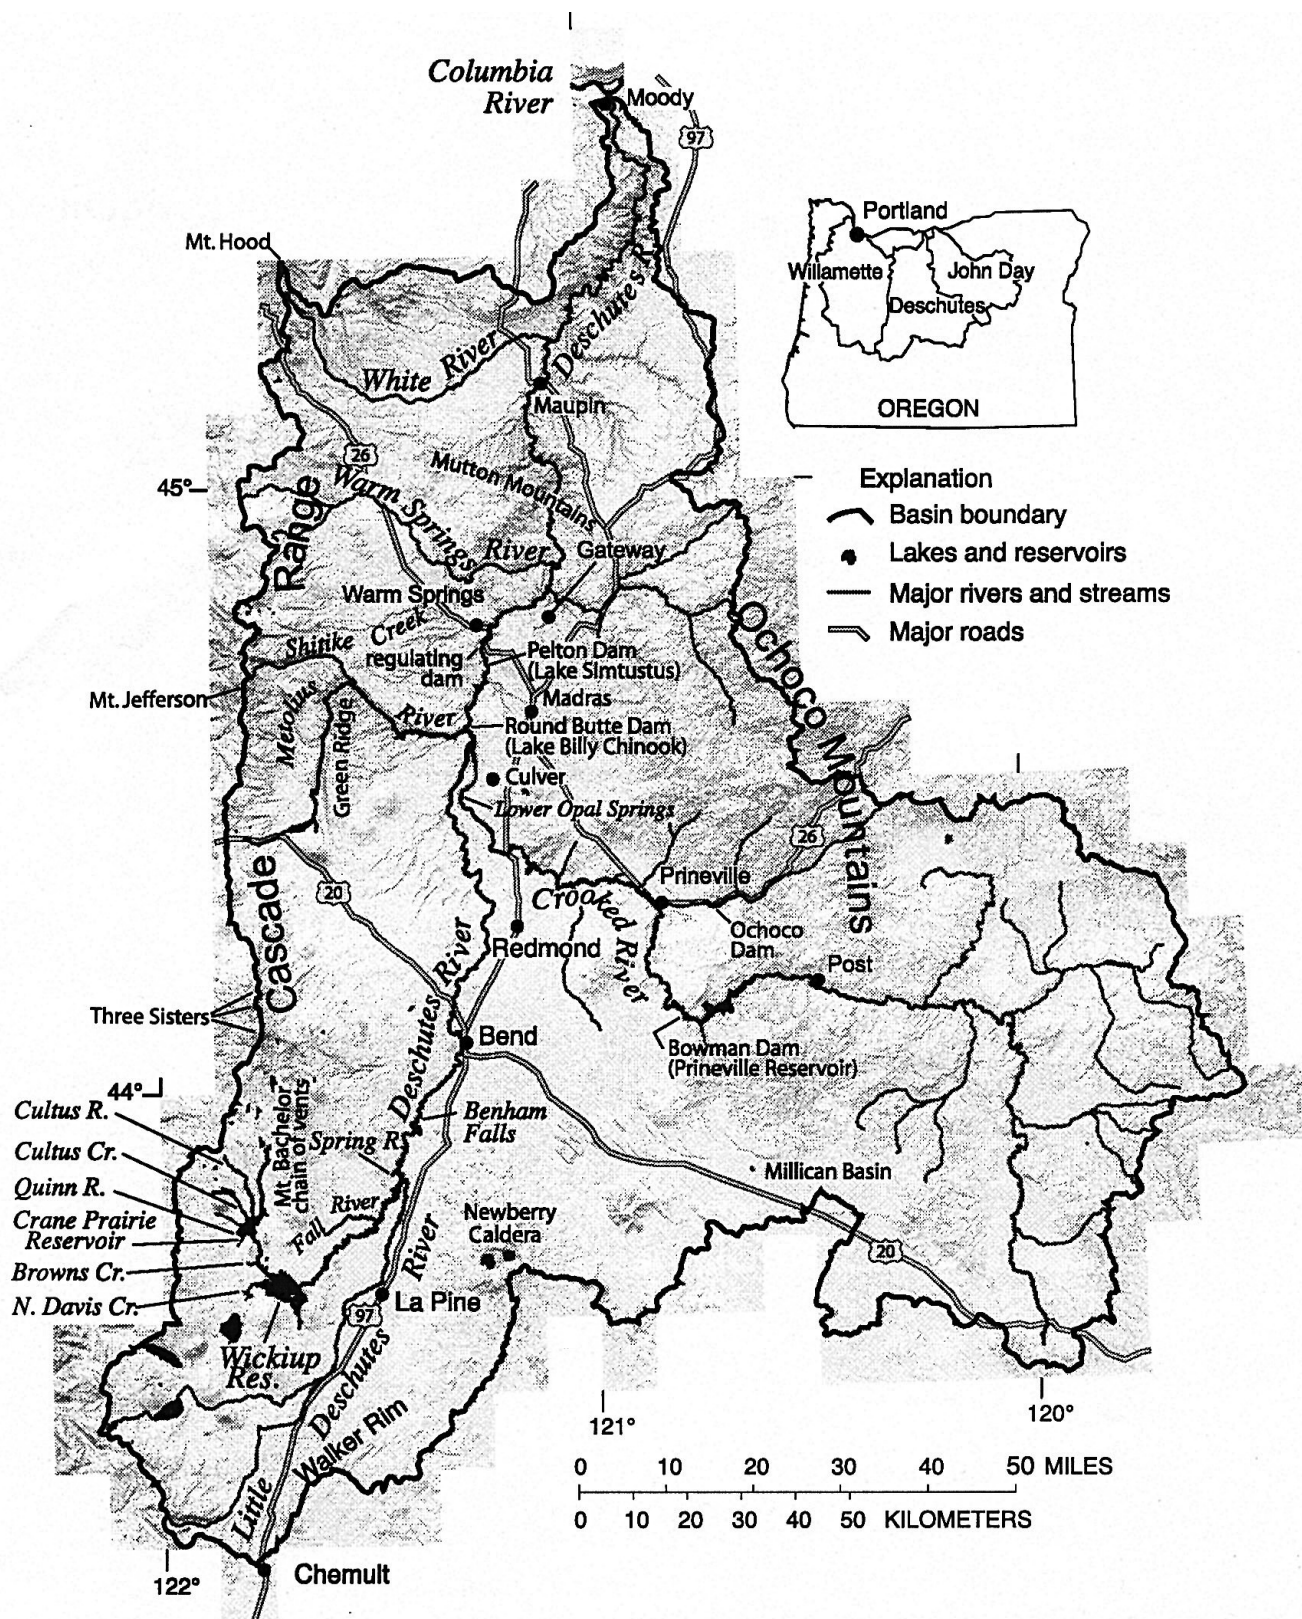 Columbia
River
Moody
97
Mt. Hood
Portland
Willamette
John Day
Deschutes
OREGON
Deschutes R.
White River
Maupin
26
Mutton Mountains
45°
Explanation
Basin boundary
Lakes and reservoirs
Major rivers and streams
Major roads
Warm Springs River
Gateway
Cascade Range
Warm Springs
Shitike Creek
regulating
dam
Pelton Dam
(Lake Simtustus)
Ochoco Mountains
Mt. Jefferson
Madras
Metolius River
Green Ridge
Round Butte Dam
(Lake Billy Chinook)
Culver
Lower Opal Springs
26
20
Prineville
Crooked River
Ochoco
Dam
Redmond
Post
Deschutes River
Three Sisters
Bend
Bowman Dam
(Prineville Reservoir)
44°
Cultus R.
Benham
Falls
Mt. Bachelor
chain of vents
Spring R.
Cultus Cr.
Millican Basin
Quinn R.
Fall River
Newberry
Caldera
Crane Prairie
Reservoir
20
Browns Cr.
N. Davis Cr.
La Pine
97
Wickiup
Res.
Little Deschutes River
Walker Rim
121°
120°
0 10 20 30 40 50 MILES
0 10 20 30 40 50 KILOMETERS
Chemult
122°